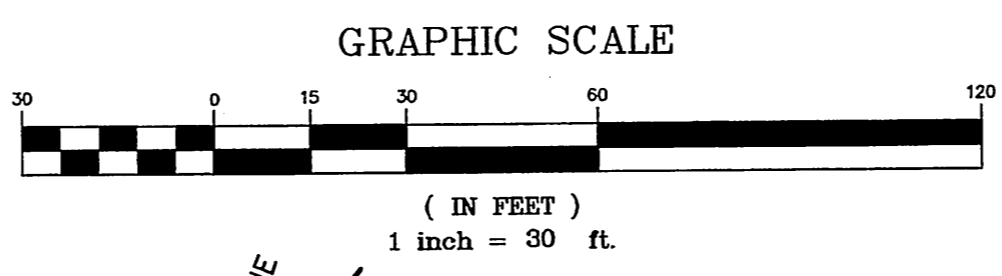 GRAPHIC SCALE
30 0 15 30 60 120
( IN FEET )
1 inch = 30 ft.